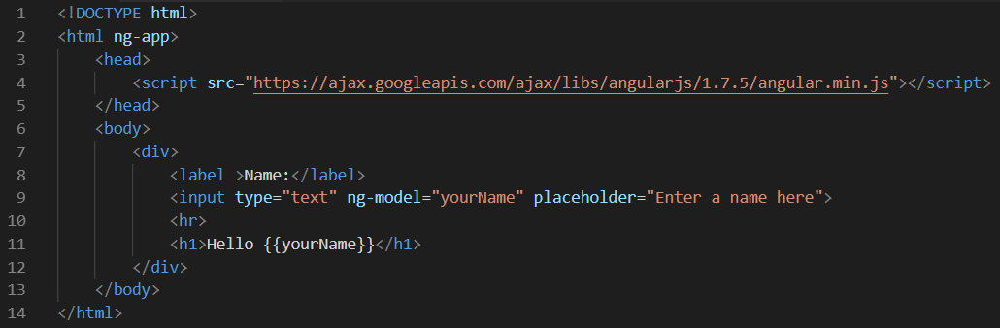 1 <!DOCTYPE html>
2 <html ng-app>
3     <head>
4         <script src="https://ajax.googleapis.com/ajax/libs/angularjs/1.7.5/angular.min.js"></script>
5     </head>
6     <body>
7         <div>
8             <label >Name:</label>
9             <input type="text" ng-model="yourName" placeholder="Enter a name here">
10             <hr>
11             <h1>Hello {{yourName}}</h1>
12         </div>
13     </body>
14 </html>